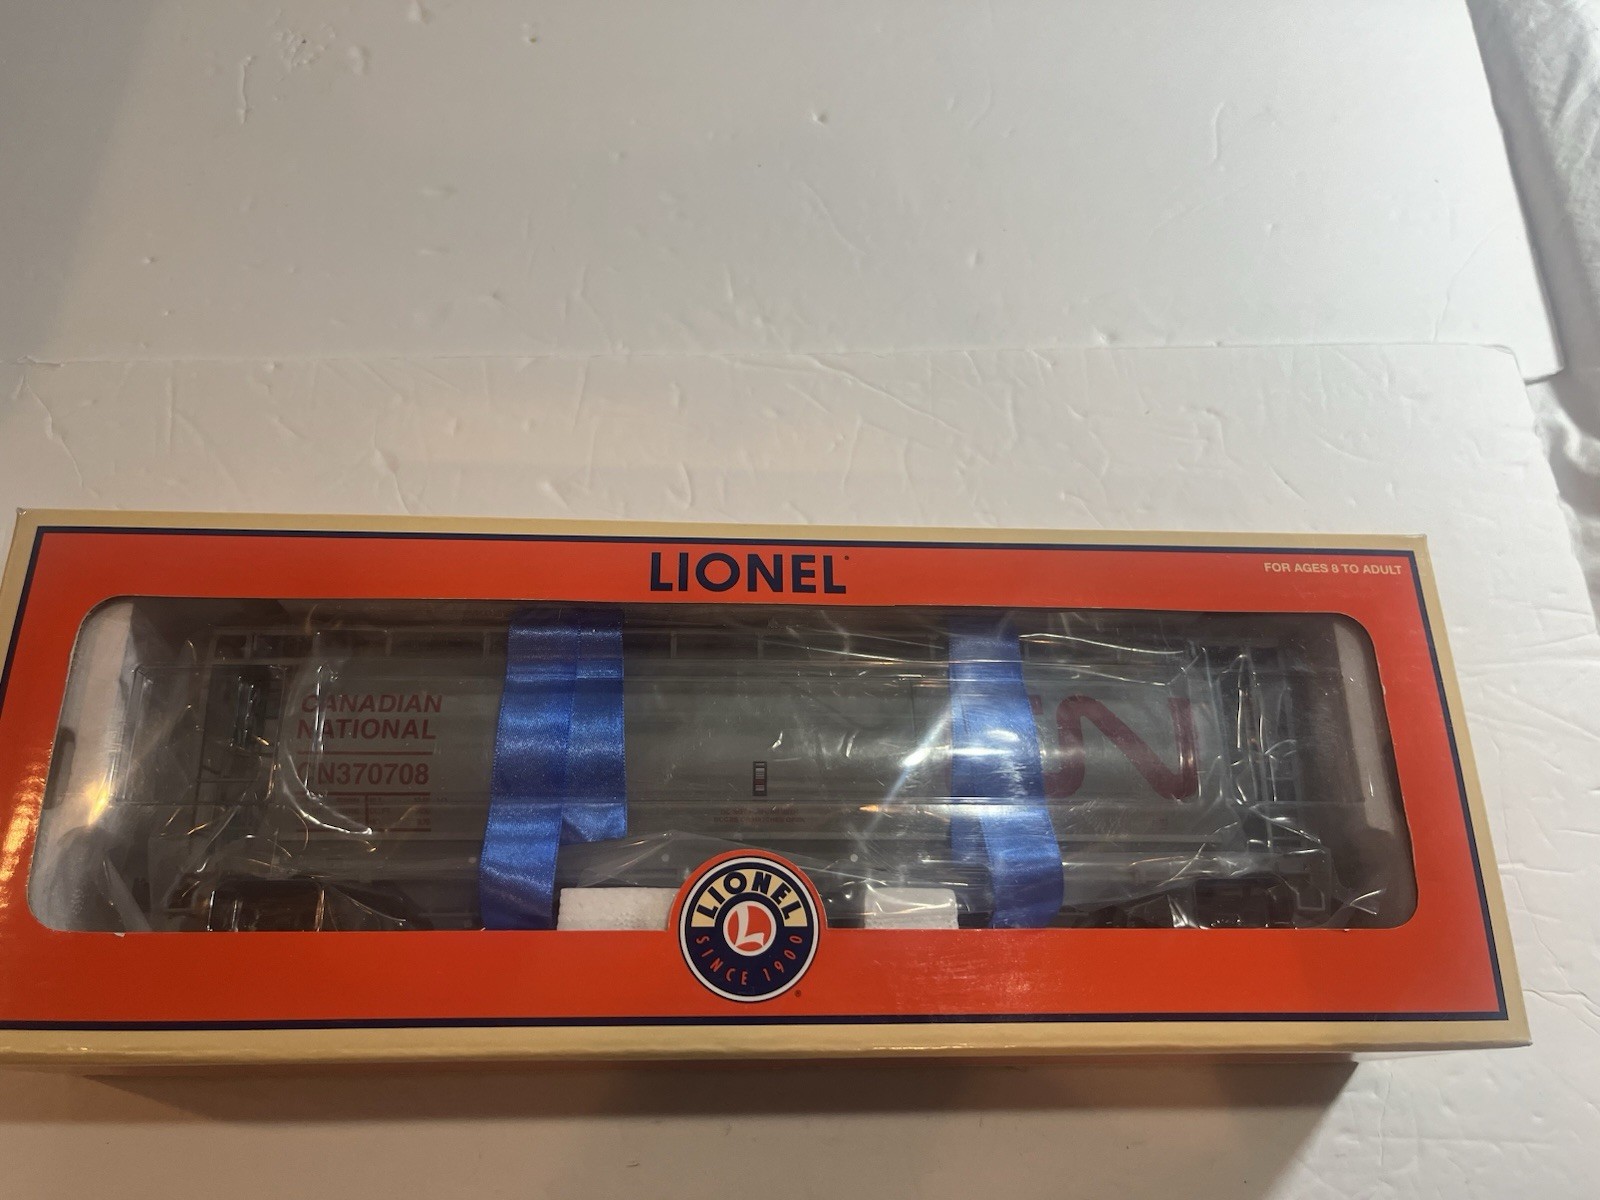 LIONEL
FOR AGES 8 TO ADULT
CANADIAN
NATIONAL
CN370708
CN
LIONEL
L
SINCE 1900